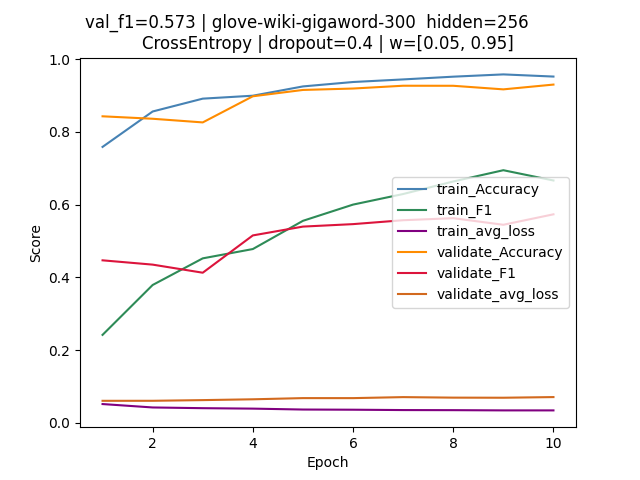 val_f1=0.573 | glove-wiki-gigaword-300  hidden=256
CrossEntropy | dropout=0.4 | w=[0.05, 0.95]
1.0
0.8
0.6
0.4
0.2
0.0
Score
train_Accuracy
train_F1
train_avg_loss
validate_Accuracy
validate_F1
validate_avg_loss
2 4 6 8 10
Epoch